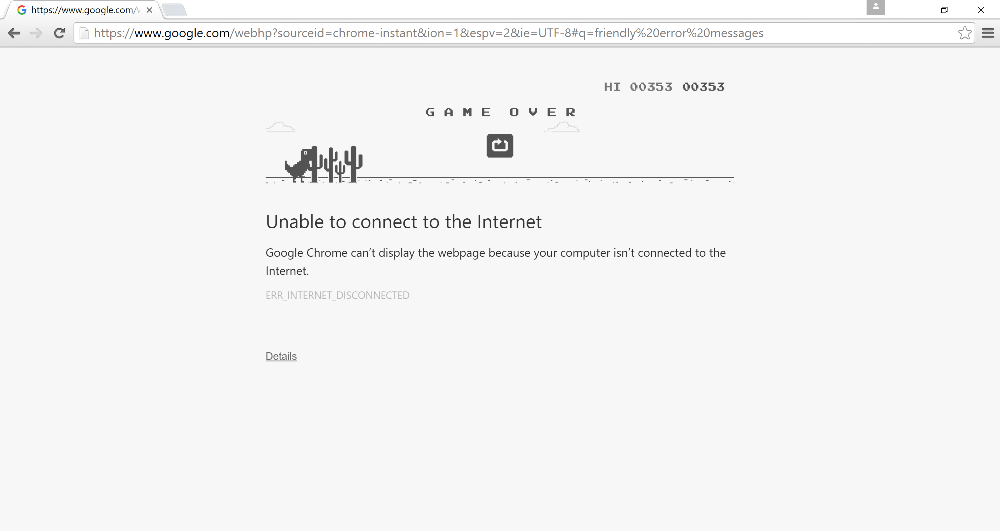 https://www.google.com/w
https://www.google.com/webhp?sourceid=chrome-instant&ion=1&espv=2&ie=UTF-8#q=friendly%20error%20messages
HI 00353 00353
GAME OVER
Unable to connect to the Internet
Google Chrome can’t display the webpage because your computer isn’t connected to the
Internet.
ERR_INTERNET_DISCONNECTED
Details